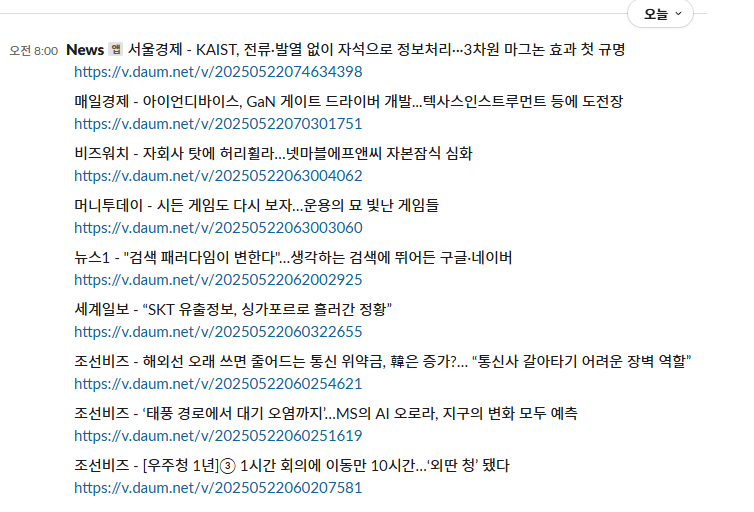 오늘
오전 8:00 News 앱 서울경제 - KAIST, 전류·발열 없이 자석으로 정보처리···3차원 마그논 효과 첫 규명
https://v.daum.net/v/20250522074634398
매일경제 - 아이언디바이스, GaN 게이트 드라이버 개발...텍사스인스트루먼트 등에 도전장
https://v.daum.net/v/20250522070301751
비즈워치 - 자회사 탓에 허리휠라…넷마블에프앤씨 자본잠식 심화
https://v.daum.net/v/20250522063004062
머니투데이 - 시든 게임도 다시 보자…운용의 묘 빛난 게임들
https://v.daum.net/v/20250522063003060
뉴스1 - "검색 패러다임이 변한다"…생각하는 검색에 뛰어든 구글·네이버
https://v.daum.net/v/20250522062002925
세계일보 - “SKT 유출정보, 싱가포르로 흘러간 정황”
https://v.daum.net/v/20250522060322655
조선비즈 - 해외선 오래 쓰면 줄어드는 통신 위약금, 韓은 증가?… “통신사 갈아타기 어려운 장벽 역할”
https://v.daum.net/v/20250522060254621
조선비즈 - ‘태풍 경로에서 대기 오염까지’…MS의 AI 오로라, 지구의 변화 모두 예측
https://v.daum.net/v/20250522060251619
조선비즈 - [우주청 1년]③ 1시간 회의에 이동만 10시간…‘외딴 청’ 됐다
https://v.daum.net/v/20250522060207581